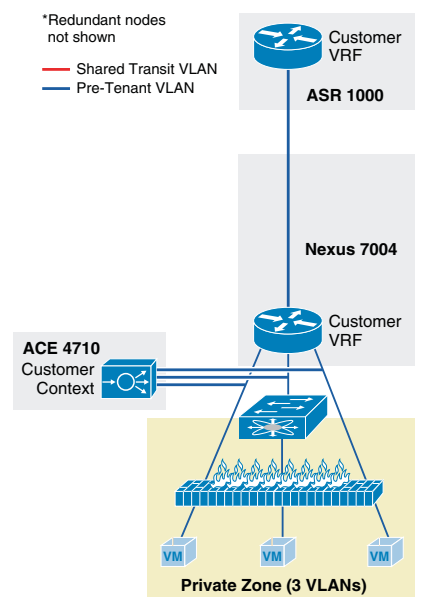 *Redundant nodes
not shown
Shared Transit VLAN
Pre-Tenant VLAN
Customer
VRF
ASR 1000
Nexus 7004
Customer
VRF
ACE 4710
Customer
Context
VM
VM
VM
Private Zone (3 VLANs)